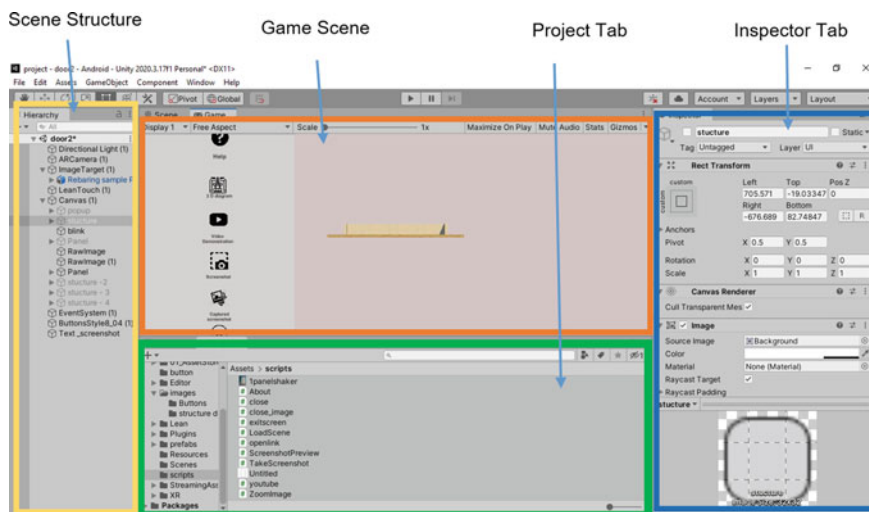 Scene Structure
Game Scene
Project Tab
Inspector Tab
project - door2 - Android - Unity 2020.3.17f1 Personal* <DX11>
File Edit Assets GameObject Component Window Help
Pivot Global
Account Layers Layout
Hierarchy
All
door2*
Directional Light (1)
ARCamera (1)
ImageTarget (1)
Rebaring sample F
LeanTouch (1)
Canvas (1)
popup
stucture
blink
Panel
RawImage
RawImage (1)
Panel
stucture -2
stucture - 3
stucture - 4
EventSystem (1)
ButtonsStyle8_04 (1)
Text _screenshot
Scene Game
Display 1 Free Aspect Scale 1x Maximize On Play Mute Audio Stats Gizmos
Help
3 D diagram
Video
Demonstration
Screenshot
Captured
screenshot
button
Editor
images
Buttons
structure d
Lean
Plugins
prefabs
Resources
Scenes
scripts
StreamingAss
XR
Packages
Assets > scripts
1panelshaker
About
close
close_image
exitscreen
LoadScene
openlink
ScreenshotPreview
TakeScreenshot
Untitled
youtube
ZoomImage
stucture Static
Tag Untagged Layer UI
Rect Transform
custom Left Top Pos Z
custom 705.571 -19.03347 0
Right Bottom
-676.689 82.74847 R
Anchors
Pivot X 0.5 Y 0.5
Rotation X 0 Y 0 Z 0
Scale X 1 Y 1 Z 1
Canvas Renderer
Cull Transparent Mes
Image
Source Image Background
Color
Material None (Material)
Raycast Target
Raycast Padding
stucture
stucture